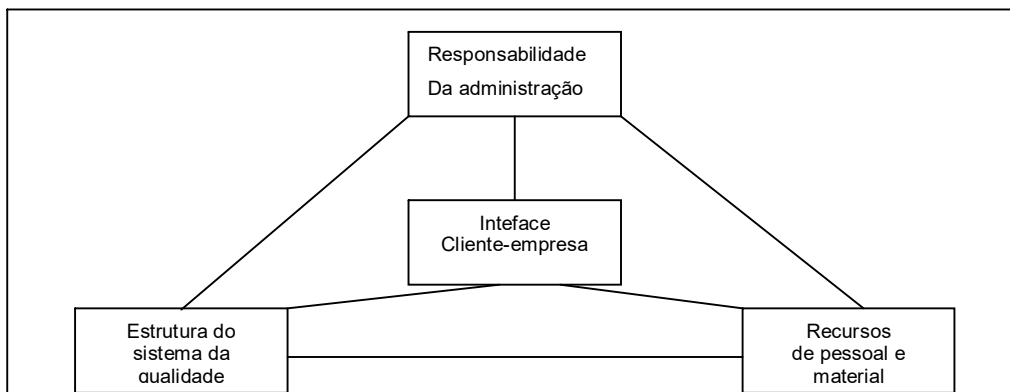 Responsabilidade
Da administração
Inteface
Cliente-empresa
Estrutura do
sistema da
qualidade
Recursos
de pessoal e
material